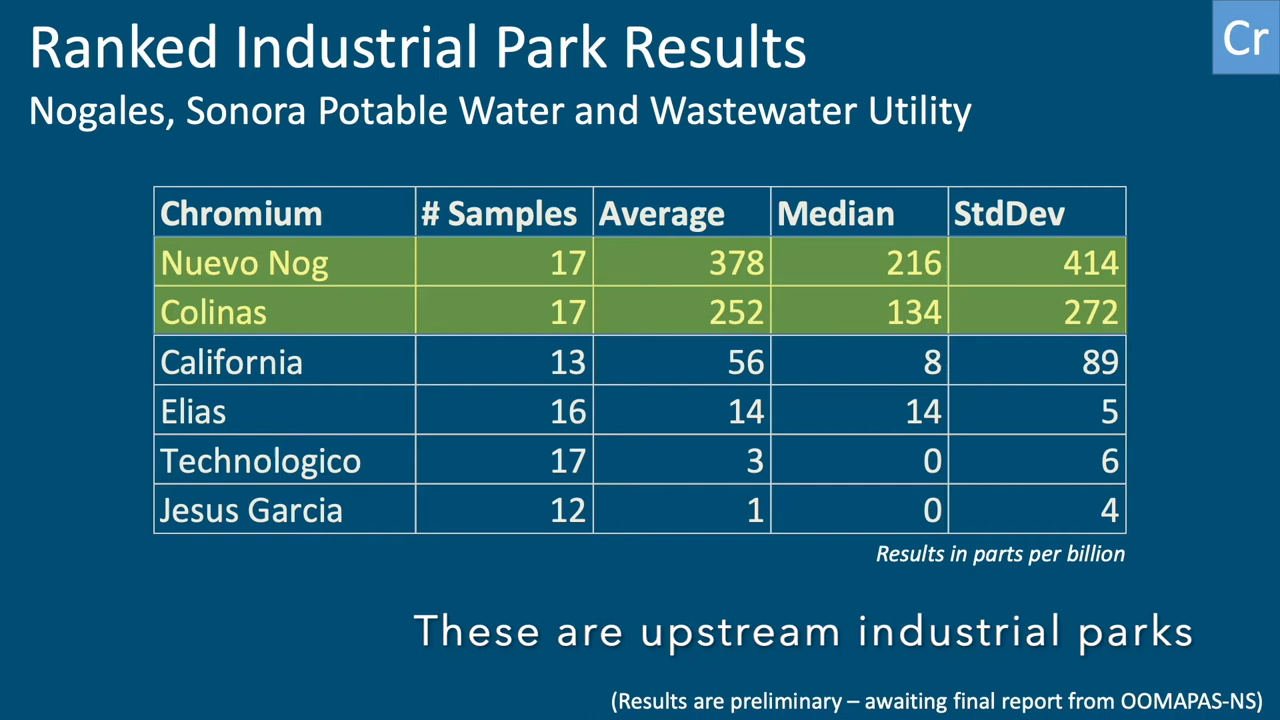 Ranked Industrial Park Results
Cr
Nogales, Sonora Potable Water and Wastewater Utility
Chromium # Samples Average Median StdDev
Nuevo Nog 17 378 216 414
Colinas 17 252 134 272
California 13 56 8 89
Elias 16 14 14 5
Technologico 17 3 0 6
Jesus Garcia 12 1 0 4
Results in parts per billion
These are upstream industrial parks
(Results are preliminary – awaiting final report from OOMAPAS-NS)